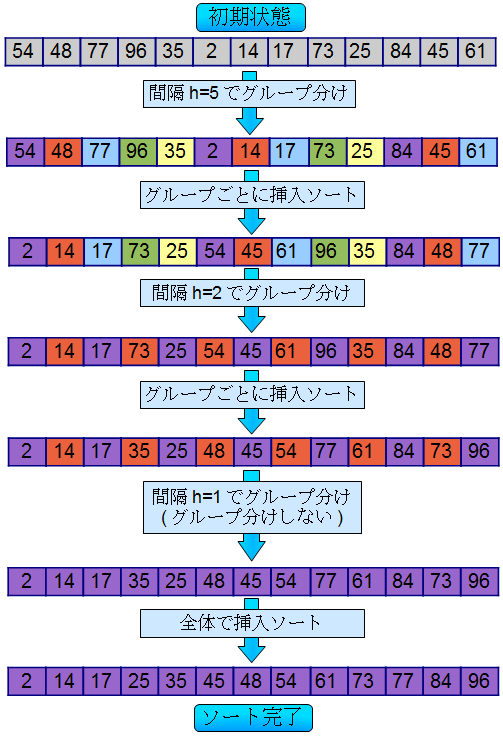 初期状態
54 48 77 96 35 2 14 17 73 25 84 45 61
間隔 h=5 でグループ分け
54 48 77 96 35 2 14 17 73 25 84 45 61
グループごとに挿入ソート
2 14 17 73 25 54 45 61 96 35 84 48 77
間隔 h=2 でグループ分け
2 14 17 73 25 54 45 61 96 35 84 48 77
グループごとに挿入ソート
2 14 17 35 25 48 45 54 77 61 84 73 96
間隔 h=1 でグループ分け
( グループ分けしない )
2 14 17 35 25 48 45 54 77 61 84 73 96
全体で挿入ソート
2 14 17 25 35 45 48 54 61 73 77 84 96
ソート完了